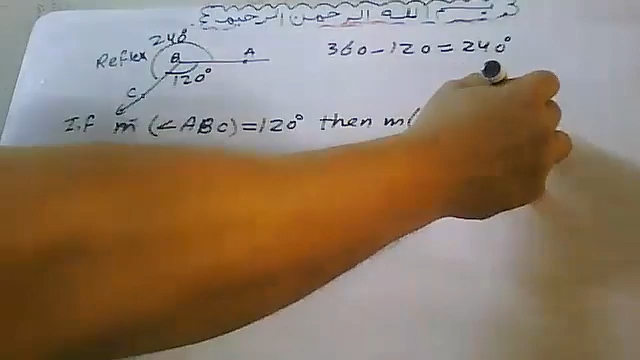 بسم الله الرحمن الرحيم
240°
Reflex B A
360-120=240°
120°
C
If m (∠ABC)=120° then m(